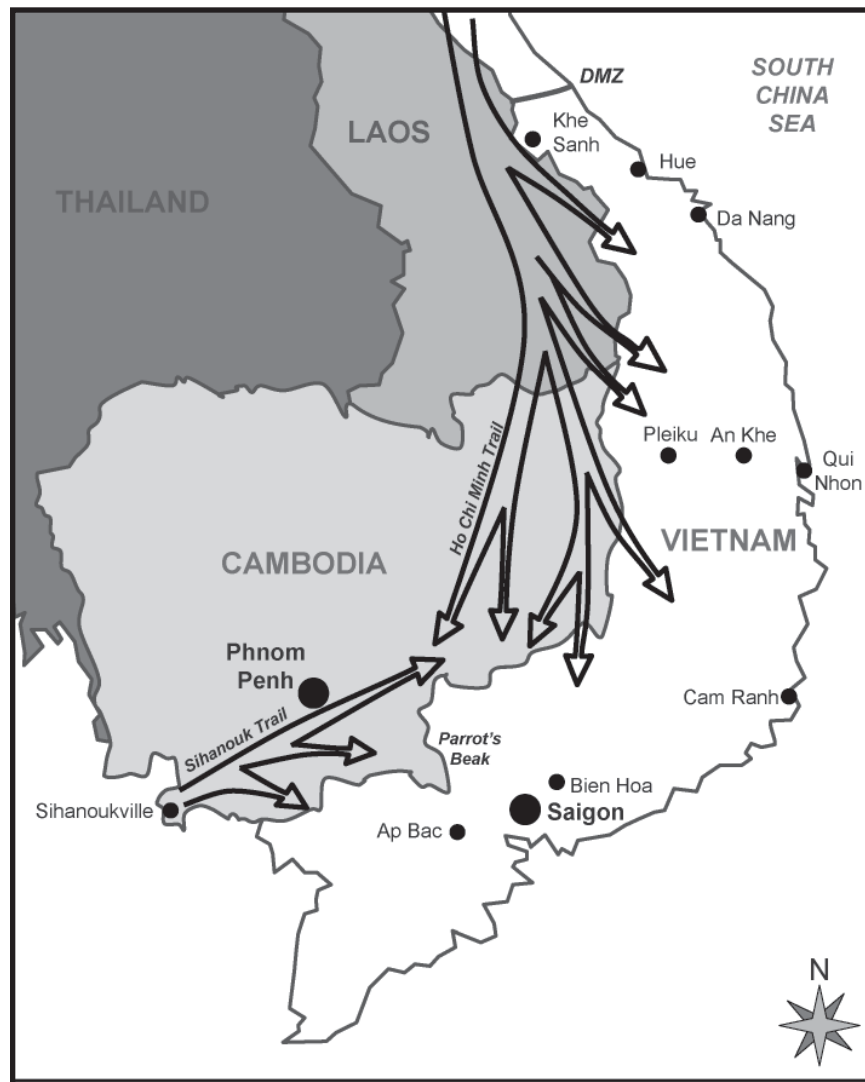 DMZ
SOUTH
CHINA
SEA
LAOS
Khe
Sanh
Hue
THAILAND
Da Nang
Ho Chi Minh Trail
Pleiku
An Khe
Qui
Nhon
CAMBODIA
VIETNAM
Phnom
Penh
Cam Ranh
Sihanouk Trail
Parrot's
Beak
Bien Hoa
Sihanoukville
Saigon
Ap Bac
N